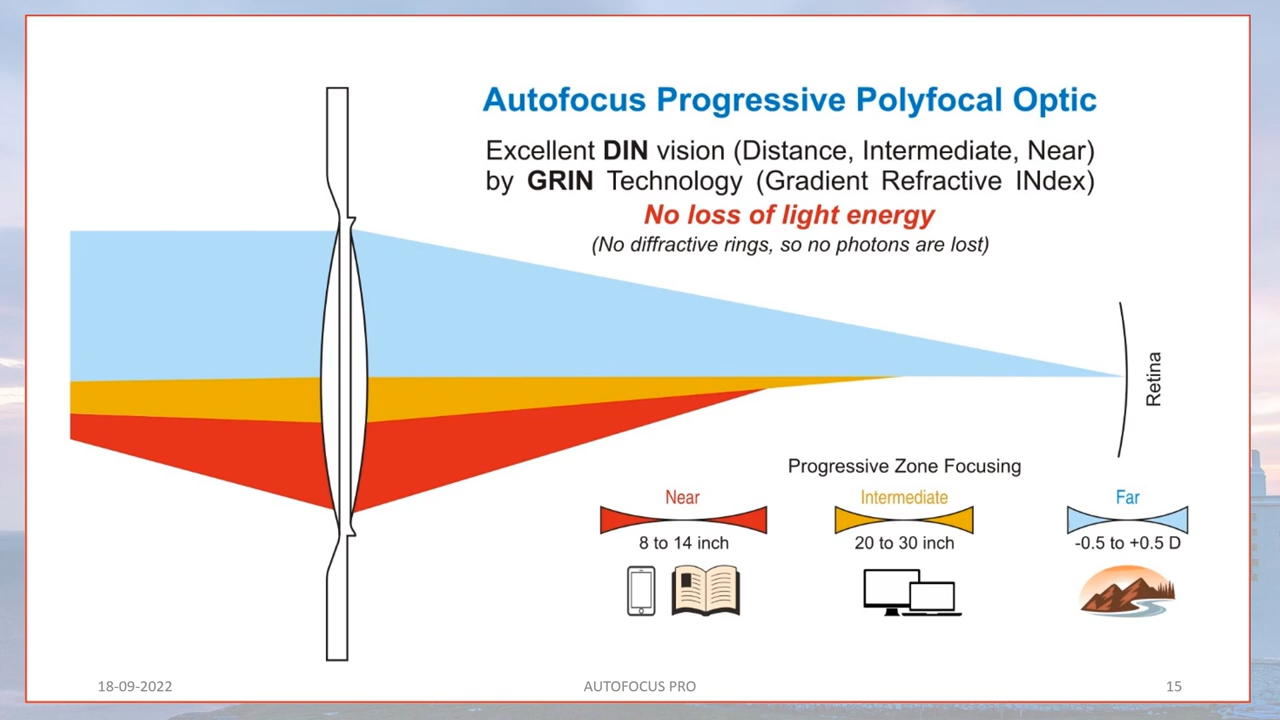 Autofocus Progressive Polyfocal Optic
Excellent DIN vision (Distance, Intermediate, Near)
by GRIN Technology (Gradient Refractive INdex)
No loss of light energy
(No diffractive rings, so no photons are lost)
Retina
Progressive Zone Focusing
Near
8 to 14 inch
Intermediate
20 to 30 inch
Far
-0.5 to +0.5 D
18-09-2022
AUTOFOCUS PRO
15